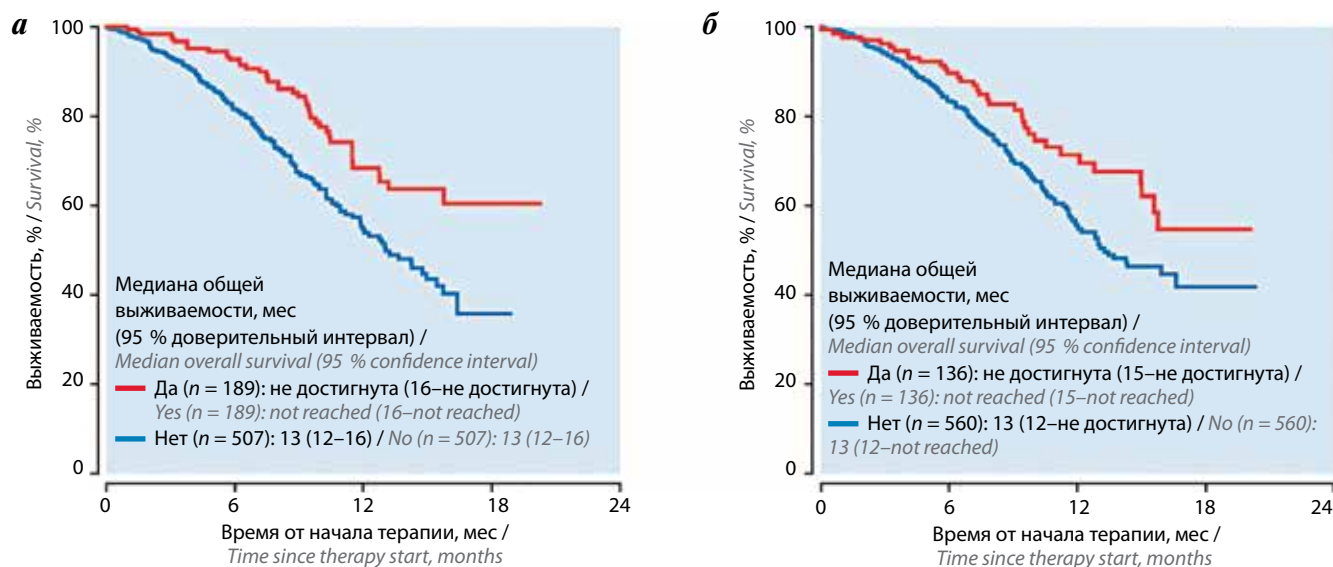 а
Выживаемость, % / Survival, %
100
80
60
40
20
0
Медиана общей
выживаемости, мес
(95 % доверительный интервал) /
Median overall survival (95 % confidence interval)
Да (n = 189): не достигнута (16–не достигнута) /
Yes (n = 189): not reached (16–not reached)
Нет (n = 507): 13 (12–16) / No (n = 507): 13 (12–16)
0 6 12 18 24
Время от начала терапии, мес /
Time since therapy start, months
б
Выживаемость, % / Survival, %
100
80
60
40
20
0
Медиана общей
выживаемости, мес
(95 % доверительный интервал) /
Median overall survival (95 % confidence interval)
Да (n = 136): не достигнута (15–не достигнута) /
Yes (n = 136): not reached (15–not reached)
Нет (n = 560): 13 (12–не достигнута) / No (n = 560):
13 (12–not reached)
0 6 12 18 24
Время от начала терапии, мес /
Time since therapy start, months